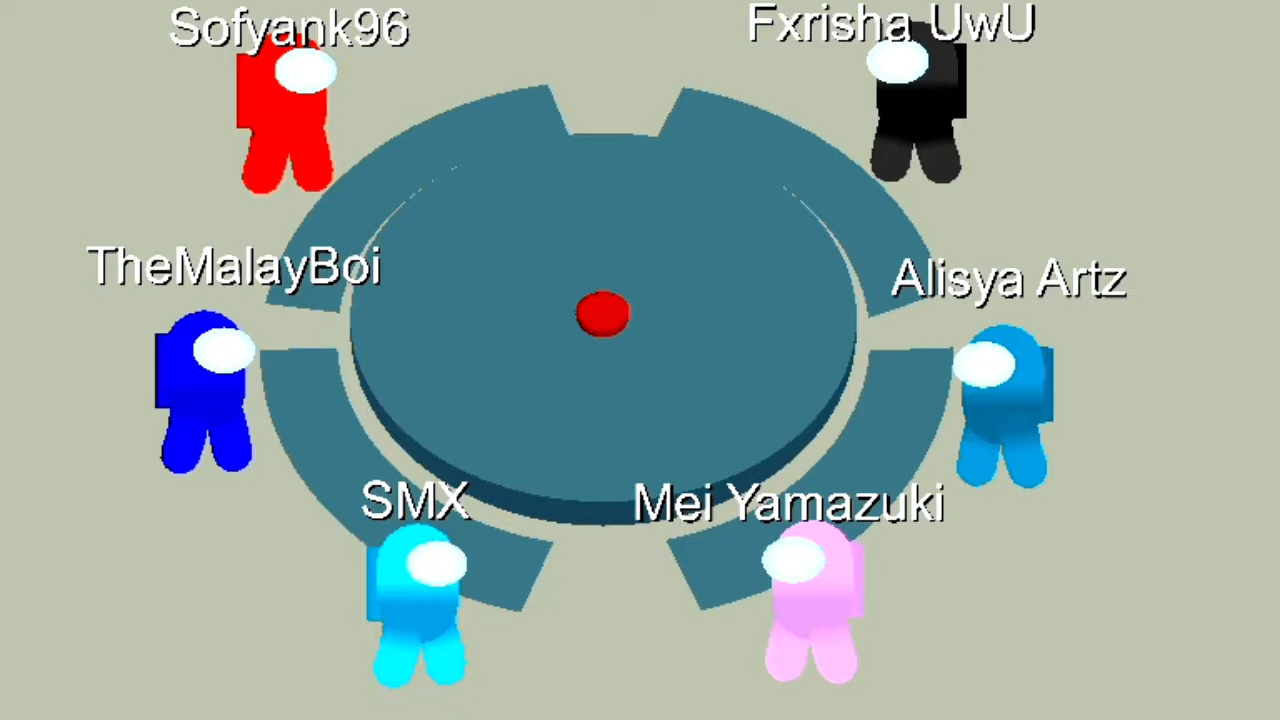 Sofyank96
Fxrisha UwU
TheMalayBoi
Alisya Artz
SMX
Mei Yamazuki